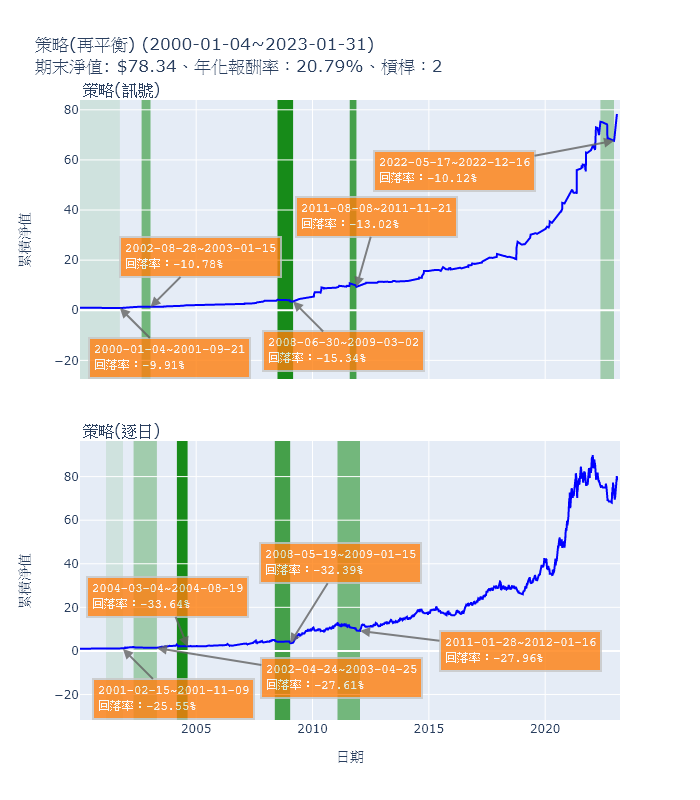 策略(再平衡) (2000-01-04~2023-01-31)
期末淨值: $78.34、年化報酬率：20.79%、槓桿：2
策略(訊號)
80
60
40
20
0
−20
累積淨值
2022-05-17~2022-12-16
回落率：-10.12%
2011-08-08~2011-11-21
回落率：-13.02%
2002-08-28~2003-01-15
回落率：-10.78%
2008-06-30~2009-03-02
回落率：-15.34%
2000-01-04~2001-09-21
回落率：-9.91%
策略(逐日)
80
60
40
20
0
−20
累積淨值
2008-05-19~2009-01-15
回落率：-32.39%
2004-03-04~2004-08-19
回落率：-33.64%
2011-01-28~2012-01-16
回落率：-27.96%
2002-04-24~2003-04-25
回落率：-27.61%
2001-02-15~2001-11-09
回落率：-25.55%
2005
2010
2015
2020
日期